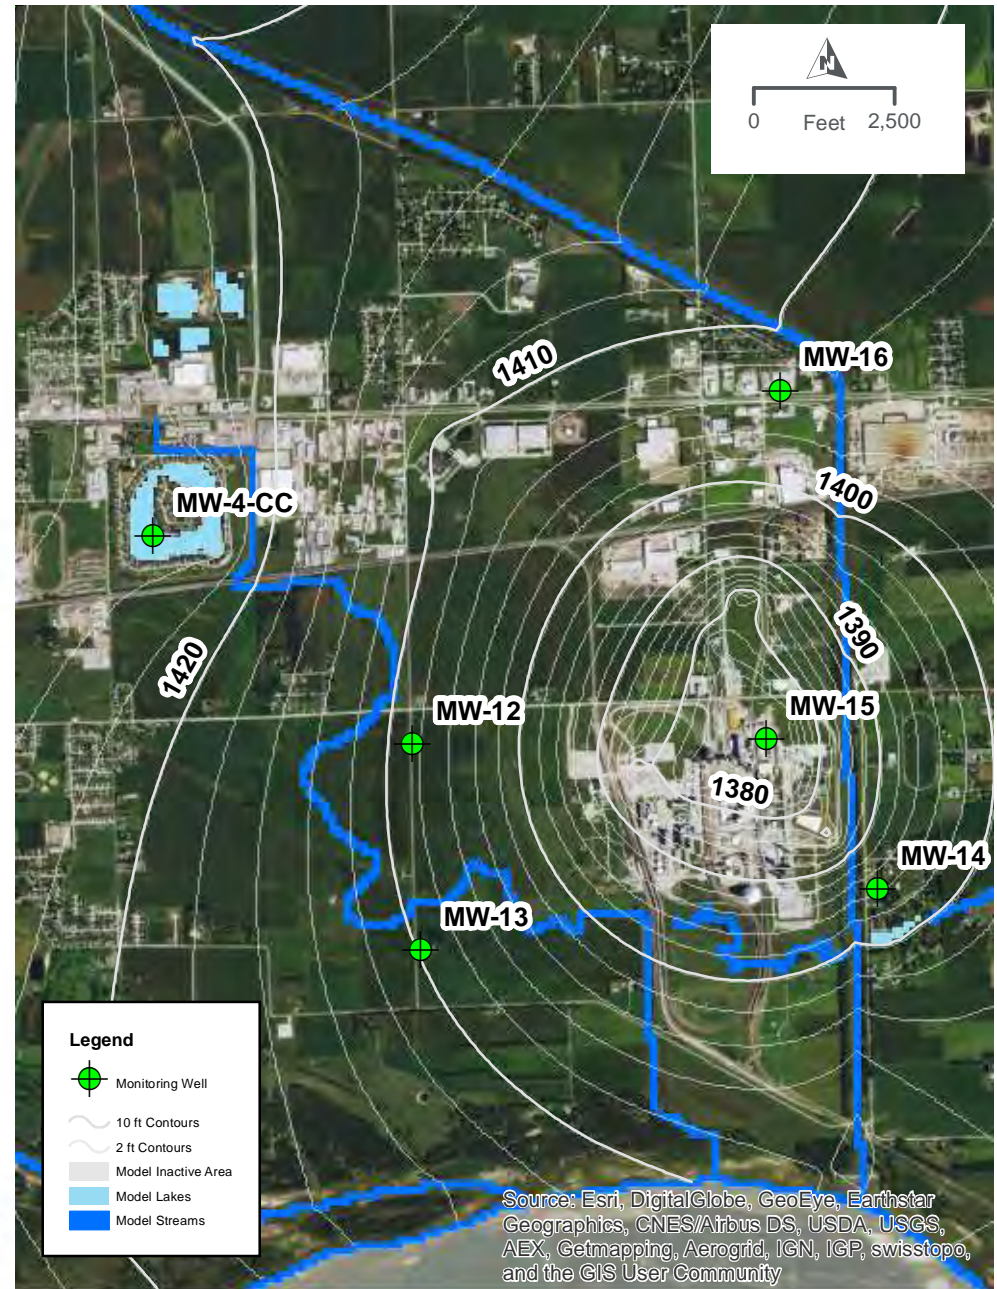 N
0 Feet 2,500
MW-16
1410
1400
MW-4-CC
1390
1420
MW-12
MW-15
1380
MW-14
MW-13
Legend
Monitoring Well
10 ft Contours
2 ft Contours
Model Inactive Area
Model Lakes
Model Streams
Source: Esri, DigitalGlobe, GeoEye, Earthstar
Geographics, CNES/Airbus DS, USDA, USGS,
AEX, Getmapping, Aerogrid, IGN, IGP, swisstopo,
and the GIS User Community